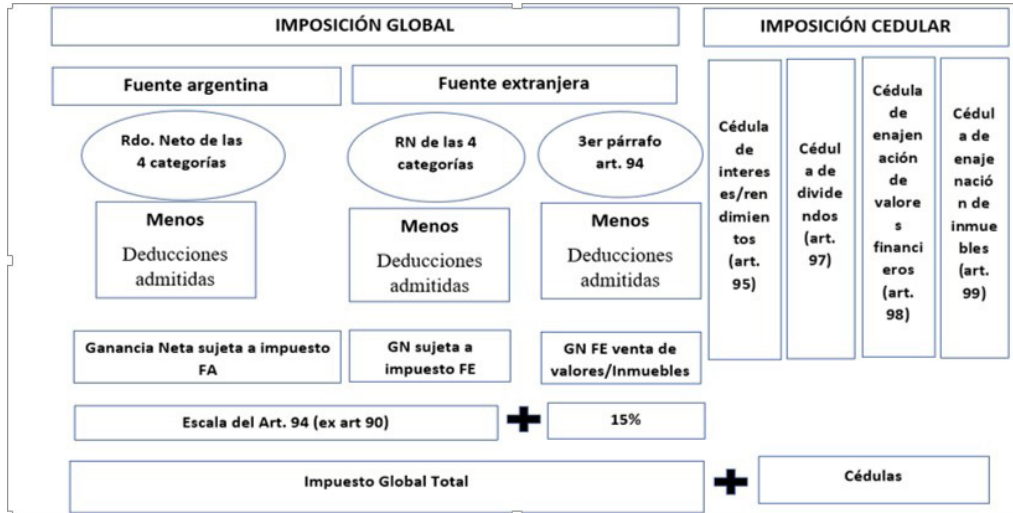 IMPOSICIÓN GLOBAL
IMPOSICIÓN CEDULAR
Fuente argentina
Fuente extranjera
Rdo. Neto de las
4 categorías
RN de las 4
categorías
3er párrafo
art. 94
Menos
Deducciones
admitidas
Menos
Deducciones
admitidas
Menos
Deducciones
admitidas
Ganancia Neta sujeta a impuesto
FA
GN sujeta a
impuesto FE
GN FE venta de
valores/Inmuebles
Escala del Art. 94 (ex art 90)
15%
Impuesto Global Total
Cédula
de
interes
es/ren
dimien
tos
(art.
95)
Cédul
a de
divide
ndos
(art.
97)
Cédula
de
enajen
ación
de
valore
s
financi
eros
(art.
98)
Cédul
a de
enaje
nació
n de
inmue
bles
(art.
99)
Cédulas